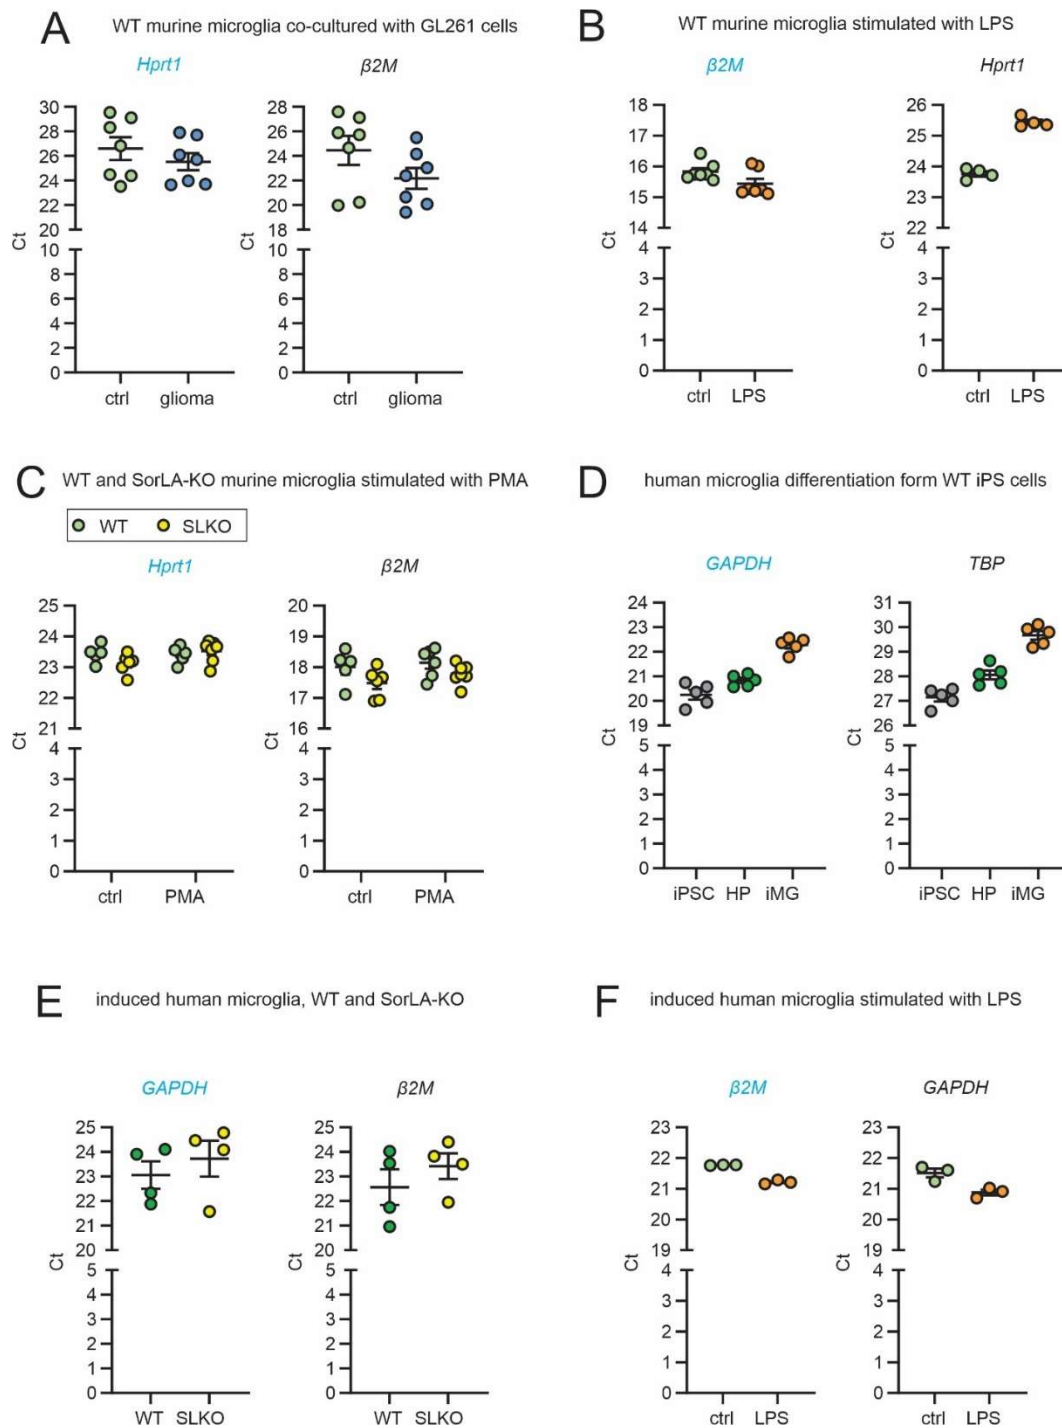 A WT murine microglia co-cultured with GL261 cells
Hprt1 β2M
30 28
28 26
26 24
24 22
22 20
20 18
Ct Ct
10 10
8 8
6 6
4 4
2 2
0 0
ctrl glioma ctrl glioma
B WT murine microglia stimulated with LPS
β2M Hprt1
18 26
17 25
16 24
15 23
14 22
Ct Ct
4 4
3 3
2 2
1 1
0 0
ctrl LPS ctrl LPS
C WT and SorLA-KO murine microglia stimulated with PMA
WT SLKO
Hprt1 β2M
25 20
24 19
23 18
22 17
21 16
Ct Ct
4 4
3 3
2 2
1 1
0 0
ctrl PMA ctrl PMA
D human microglia differentiation form WT iPS cells
GAPDH TBP
24 31
23 30
22 29
21 28
20 27
19 26
Ct Ct
5 5
4 4
3 3
2 2
1 1
0 0
iPSC HP iMG iPSC HP iMG
E induced human microglia, WT and SorLA-KO
GAPDH β2M
25 25
24 24
23 23
22 22
21 21
20 20
Ct Ct
5 5
4 4
3 3
2 2
1 1
0 0
WT SLKO WT SLKO
F induced human microglia stimulated with LPS
β2M GAPDH
23 23
22 22
21 21
20 20
19 19
Ct Ct
4 4
3 3
2 2
1 1
0 0
ctrl LPS ctrl LPS